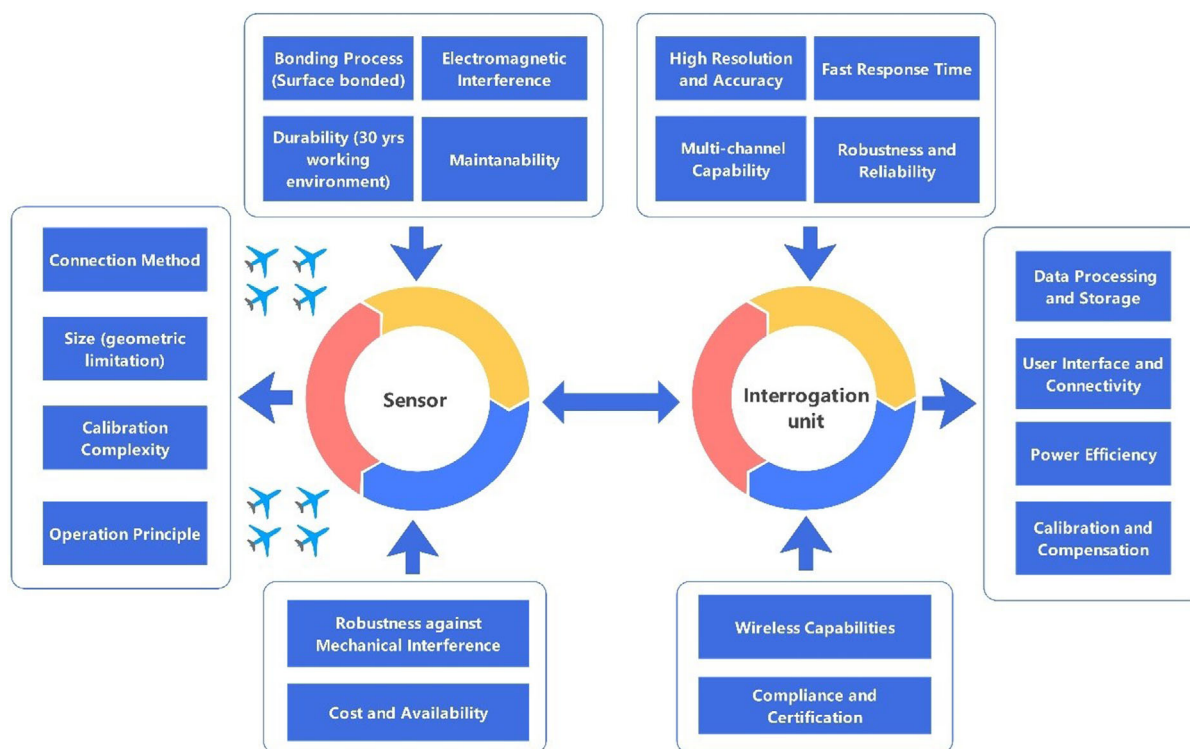 Bonding Process
(Surface bonded)
Electromagnetic
Interference
Durability (30 yrs
working
environment)
Maintanability
High Resolution
and Accuracy
Fast Response Time
Multi-channel
Capability
Robustness and
Reliability
Connection Method
Size (geometric
limitation)
Calibration
Complexity
Operation Principle
Sensor
Interrogation
unit
Data Processing
and Storage
User Interface and
Connectivity
Power Efficiency
Calibration and
Compensation
Robustness against
Mechanical Interference
Cost and Availability
Wireless Capabilities
Compliance and
Certification